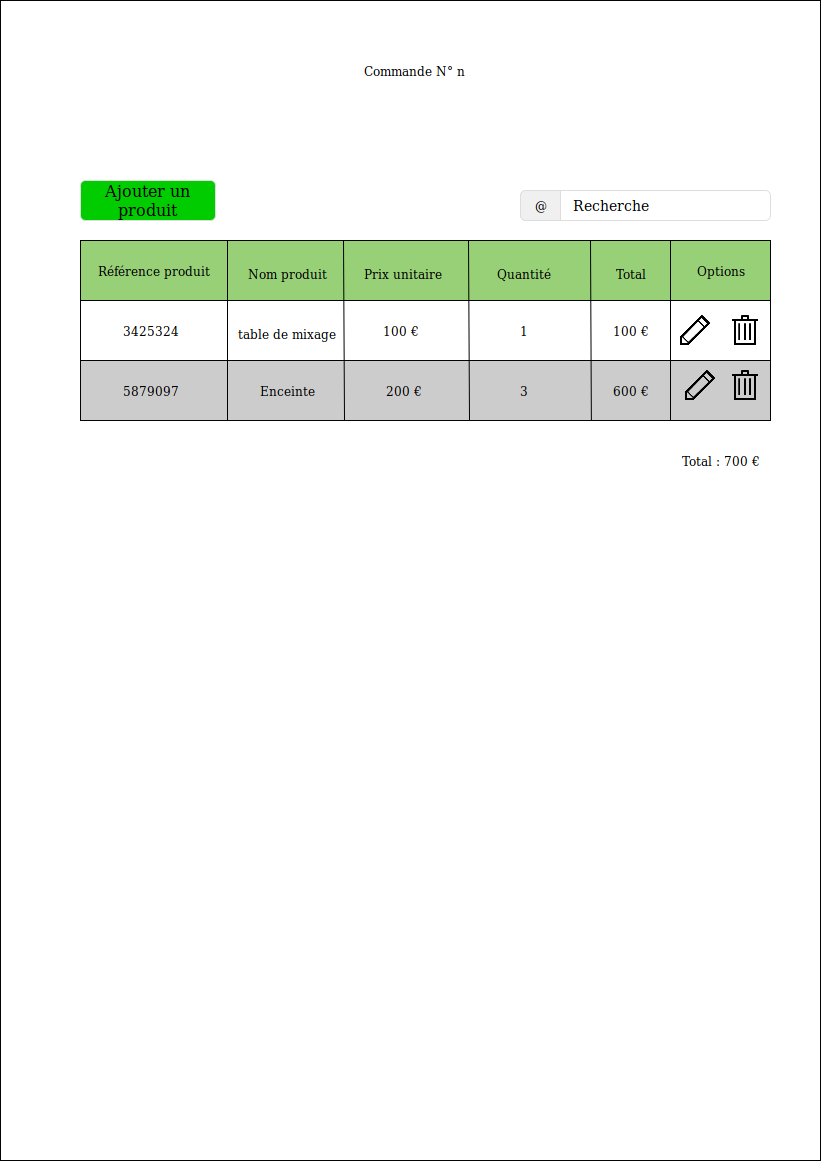 Commande N° n
Ajouter un
produit
@ Recherche
Référence produit Nom produit Prix unitaire Quantité Total Options
3425324 table de mixage 100 € 1 100 €
5879097 Enceinte 200 € 3 600 €
Total : 700 €